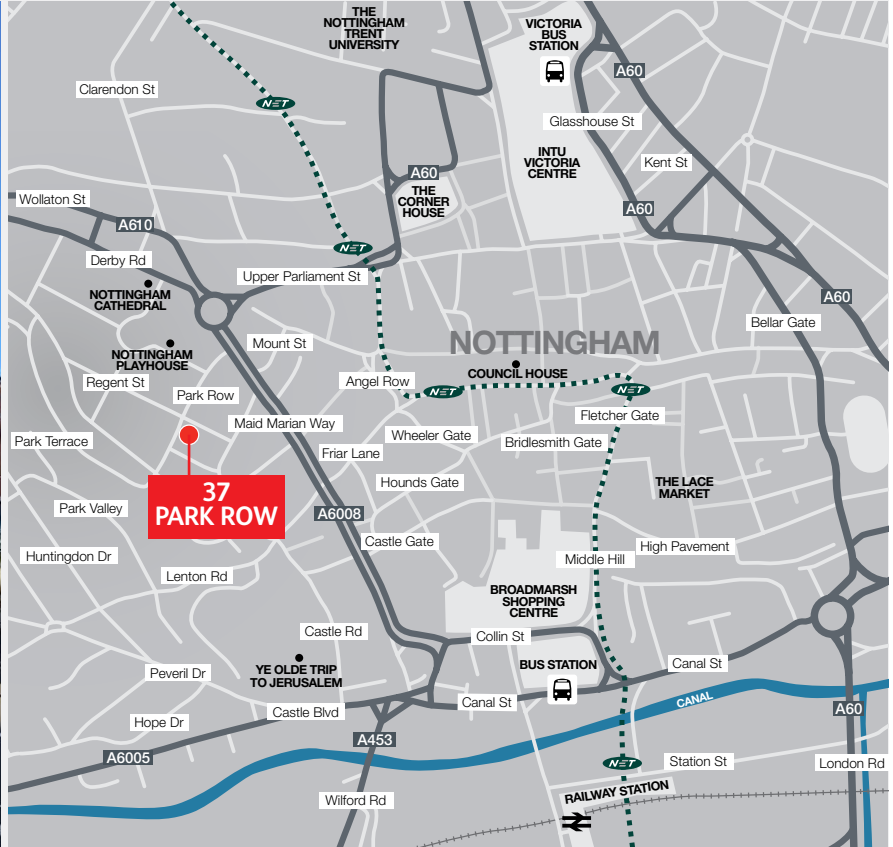 THE
NOTTINGHAM
TRENT
UNIVERSITY
VICTORIA
BUS
STATION
A60
Clarendon St
NET
Glasshouse St
INTU
VICTORIA
CENTRE
Kent St
A60
THE
CORNER
HOUSE
Wollaton St
A610
A60
NET
Derby Rd
Upper Parliament St
NOTTINGHAM
CATHEDRAL
A60
Bellar Gate
NOTTINGHAM
Mount St
NOTTINGHAM
PLAYHOUSE
COUNCIL HOUSE
Regent St
Angel Row
NET
NET
Park Row
Fletcher Gate
Maid Marian Way
Wheeler Gate
Bridlesmith Gate
Park Terrace
Friar Lane
37
PARK ROW
Hounds Gate
THE LACE
MARKET
Park Valley
A6008
Castle Gate
High Pavement
Huntingdon Dr
Middle Hill
Lenton Rd
BROADMARSH
SHOPPING
CENTRE
Castle Rd
Collin St
YE OLDE TRIP
TO JERUSALEM
BUS STATION
Canal St
Peveril Dr
Canal St
CANAL
Castle Blvd
A60
Hope Dr
A453
A6005
NET
Station St
London Rd
RAILWAY STATION
Wilford Rd